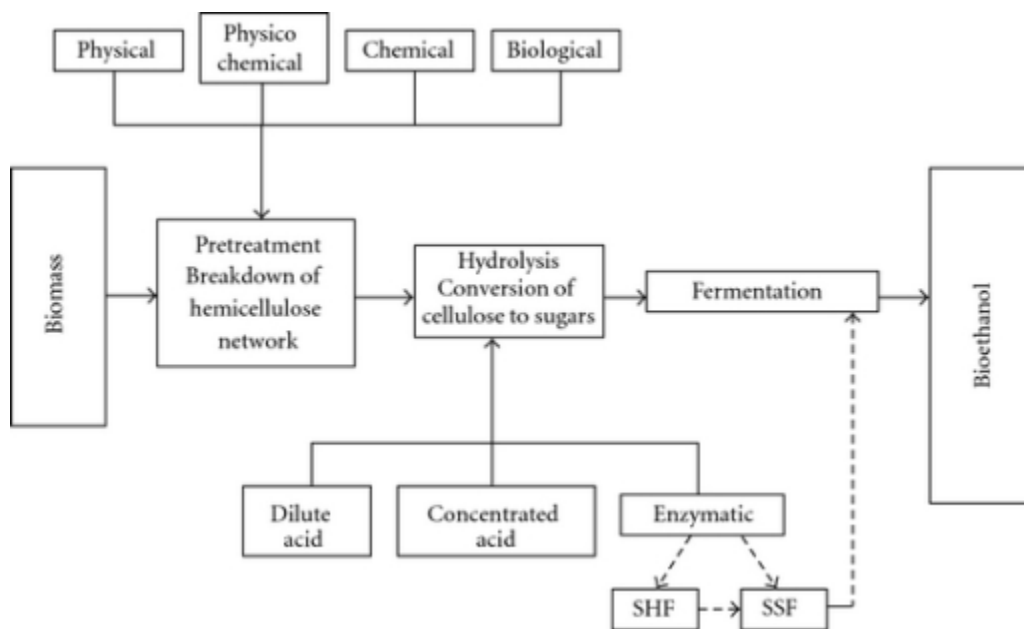 Physical
Physico
chemical
Chemical
Biological
Biomass
Pretreatment
Breakdown of
hemicellulose
network
Hydrolysis
Conversion of
cellulose to sugars
Fermentation
Bioethanol
Dilute
acid
Concentrated
acid
Enzymatic
SHF
SSF